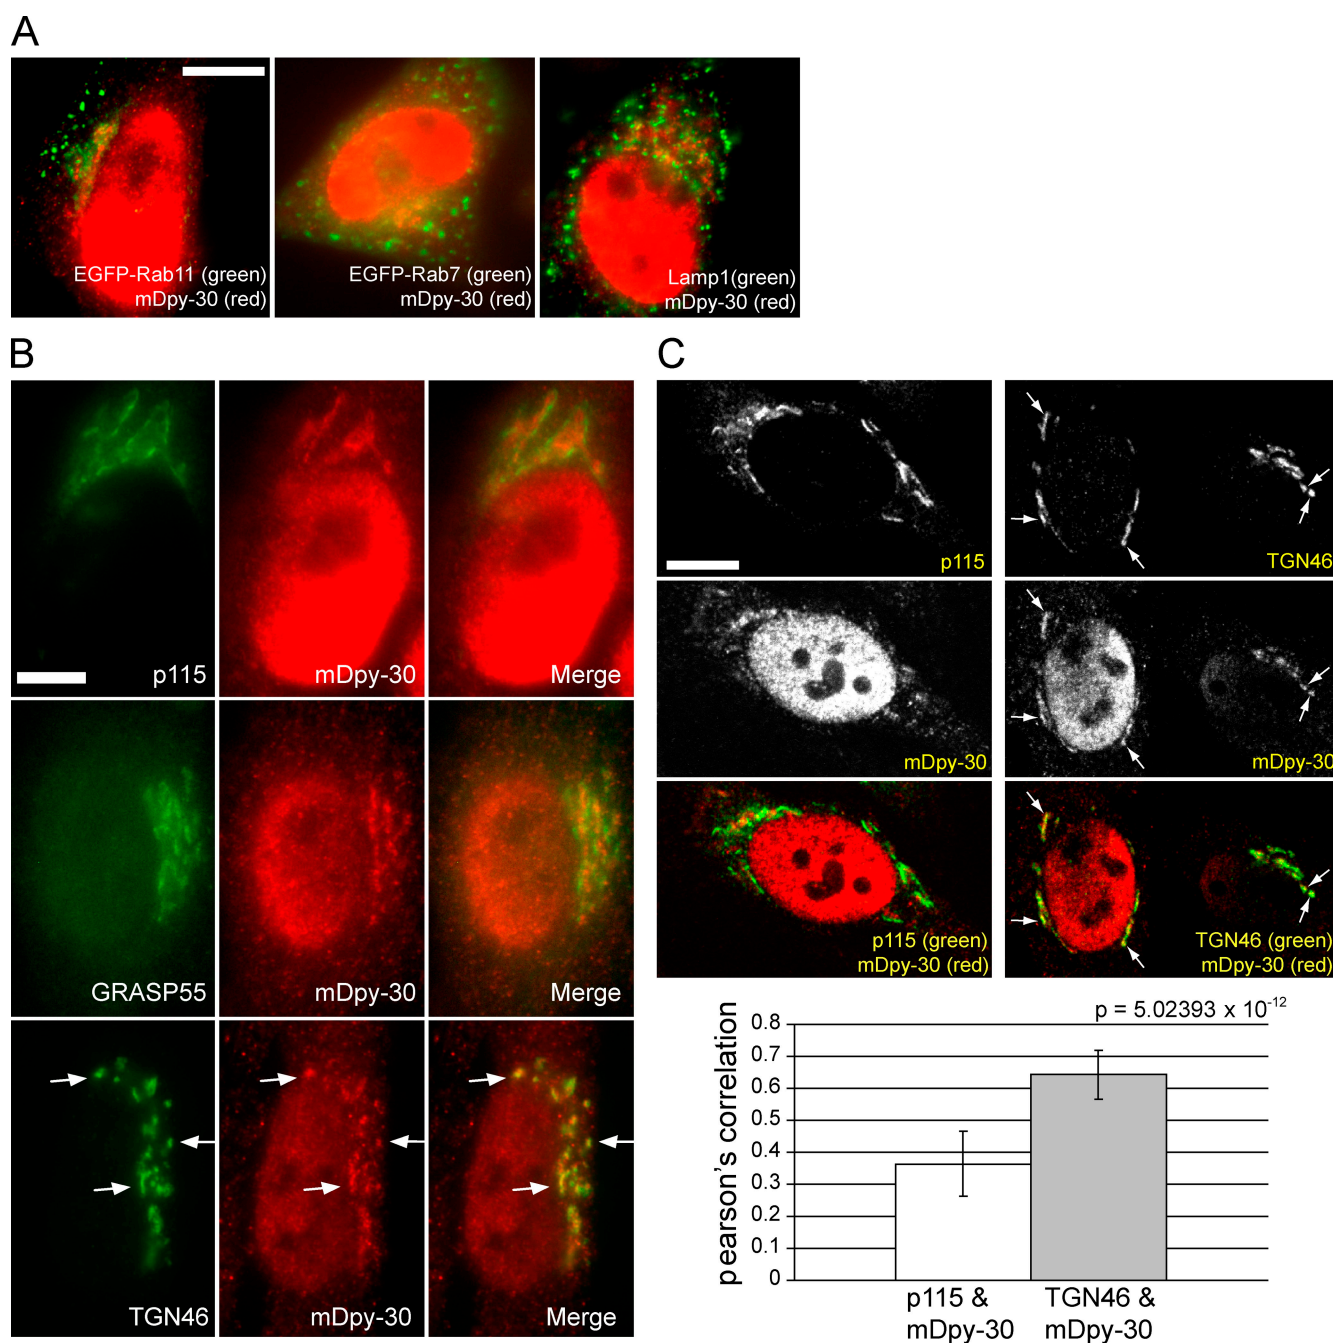 A
EGFP-Rab11 (green)
mDpy-30 (red)
EGFP-Rab7 (green)
mDpy-30 (red)
Lamp1(green)
mDpy-30 (red)
B
p115
mDpy-30
Merge
GRASP55
mDpy-30
Merge
TGN46
mDpy-30
Merge
C
p115
TGN46
mDpy-30
mDpy-30
p115 (green)
mDpy-30 (red)
TGN46 (green)
mDpy-30 (red)
p = 5.02393 x 10⁻¹²
pearson's correlation
0.8
0.7
0.6
0.5
0.4
0.3
0.2
0.1
0
p115 &
mDpy-30
TGN46 &
mDpy-30